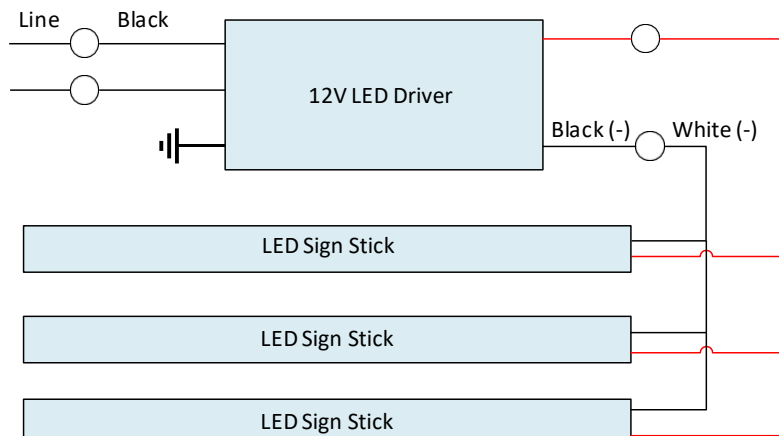 Line Black
12V LED Driver
Black (-) White (-)
LED Sign Stick
LED Sign Stick
LED Sign Stick